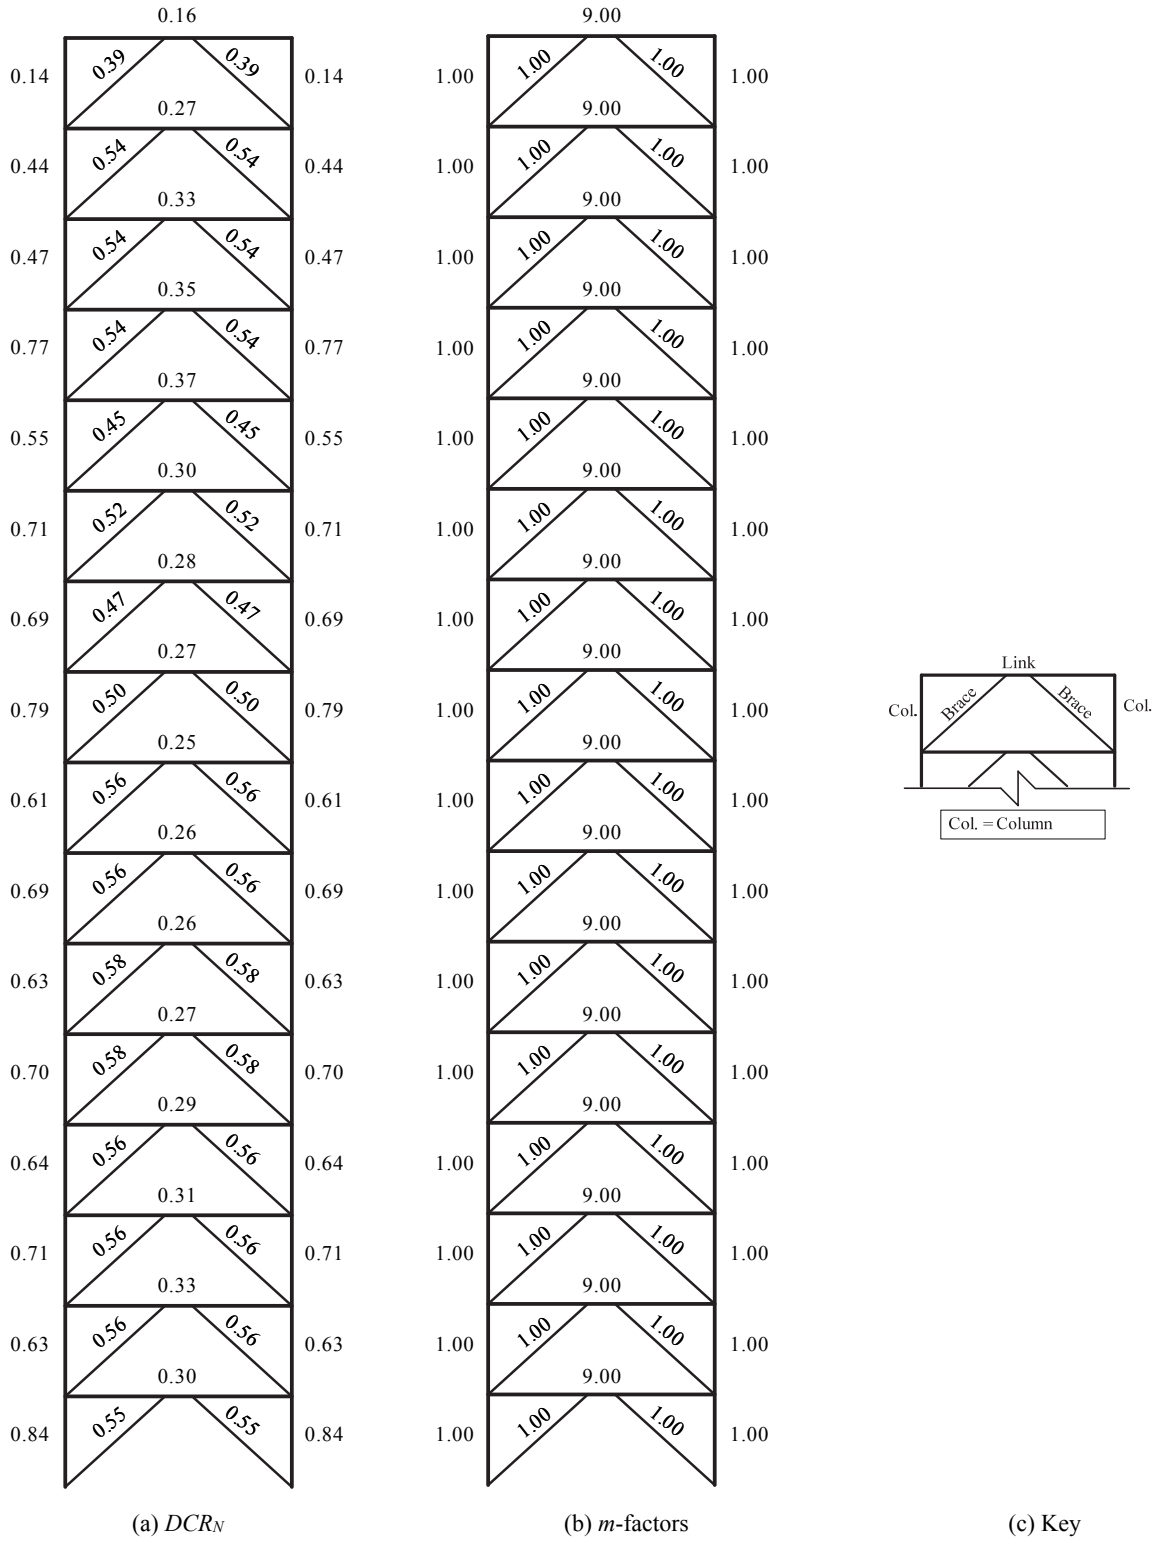 0.16 9.00
0.14 0.39 0.39 0.14 1.00 1.00 1.00 1.00
0.27 9.00
0.44 0.54 0.54 0.44 1.00 1.00 1.00 1.00
0.33 9.00
0.47 0.54 0.54 0.47 1.00 1.00 1.00 1.00
0.35 9.00
0.77 0.54 0.54 0.77 1.00 1.00 1.00 1.00
0.37 9.00
0.55 0.45 0.45 0.55 1.00 1.00 1.00 1.00
0.30 9.00
0.71 0.52 0.52 0.71 1.00 1.00 1.00 1.00
0.28 9.00
0.69 0.47 0.47 0.69 1.00 1.00 1.00 1.00
0.27 9.00
0.79 0.50 0.50 0.79 1.00 1.00 1.00 1.00
0.25 9.00
0.61 0.56 0.56 0.61 1.00 1.00 1.00 1.00
0.26 9.00
0.69 0.56 0.56 0.69 1.00 1.00 1.00 1.00
0.26 9.00
0.63 0.58 0.58 0.63 1.00 1.00 1.00 1.00
0.27 9.00
0.70 0.58 0.58 0.70 1.00 1.00 1.00 1.00
0.29 9.00
0.64 0.56 0.56 0.64 1.00 1.00 1.00 1.00
0.31 9.00
0.71 0.56 0.56 0.71 1.00 1.00 1.00 1.00
0.33 9.00
0.63 0.56 0.56 0.63 1.00 1.00 1.00 1.00
0.30 9.00
0.84 0.55 0.55 0.84 1.00 1.00 1.00 1.00
Link
Col. Brace Brace Col.
Col. = Column
(a) DCRN (b) m-factors (c) Key